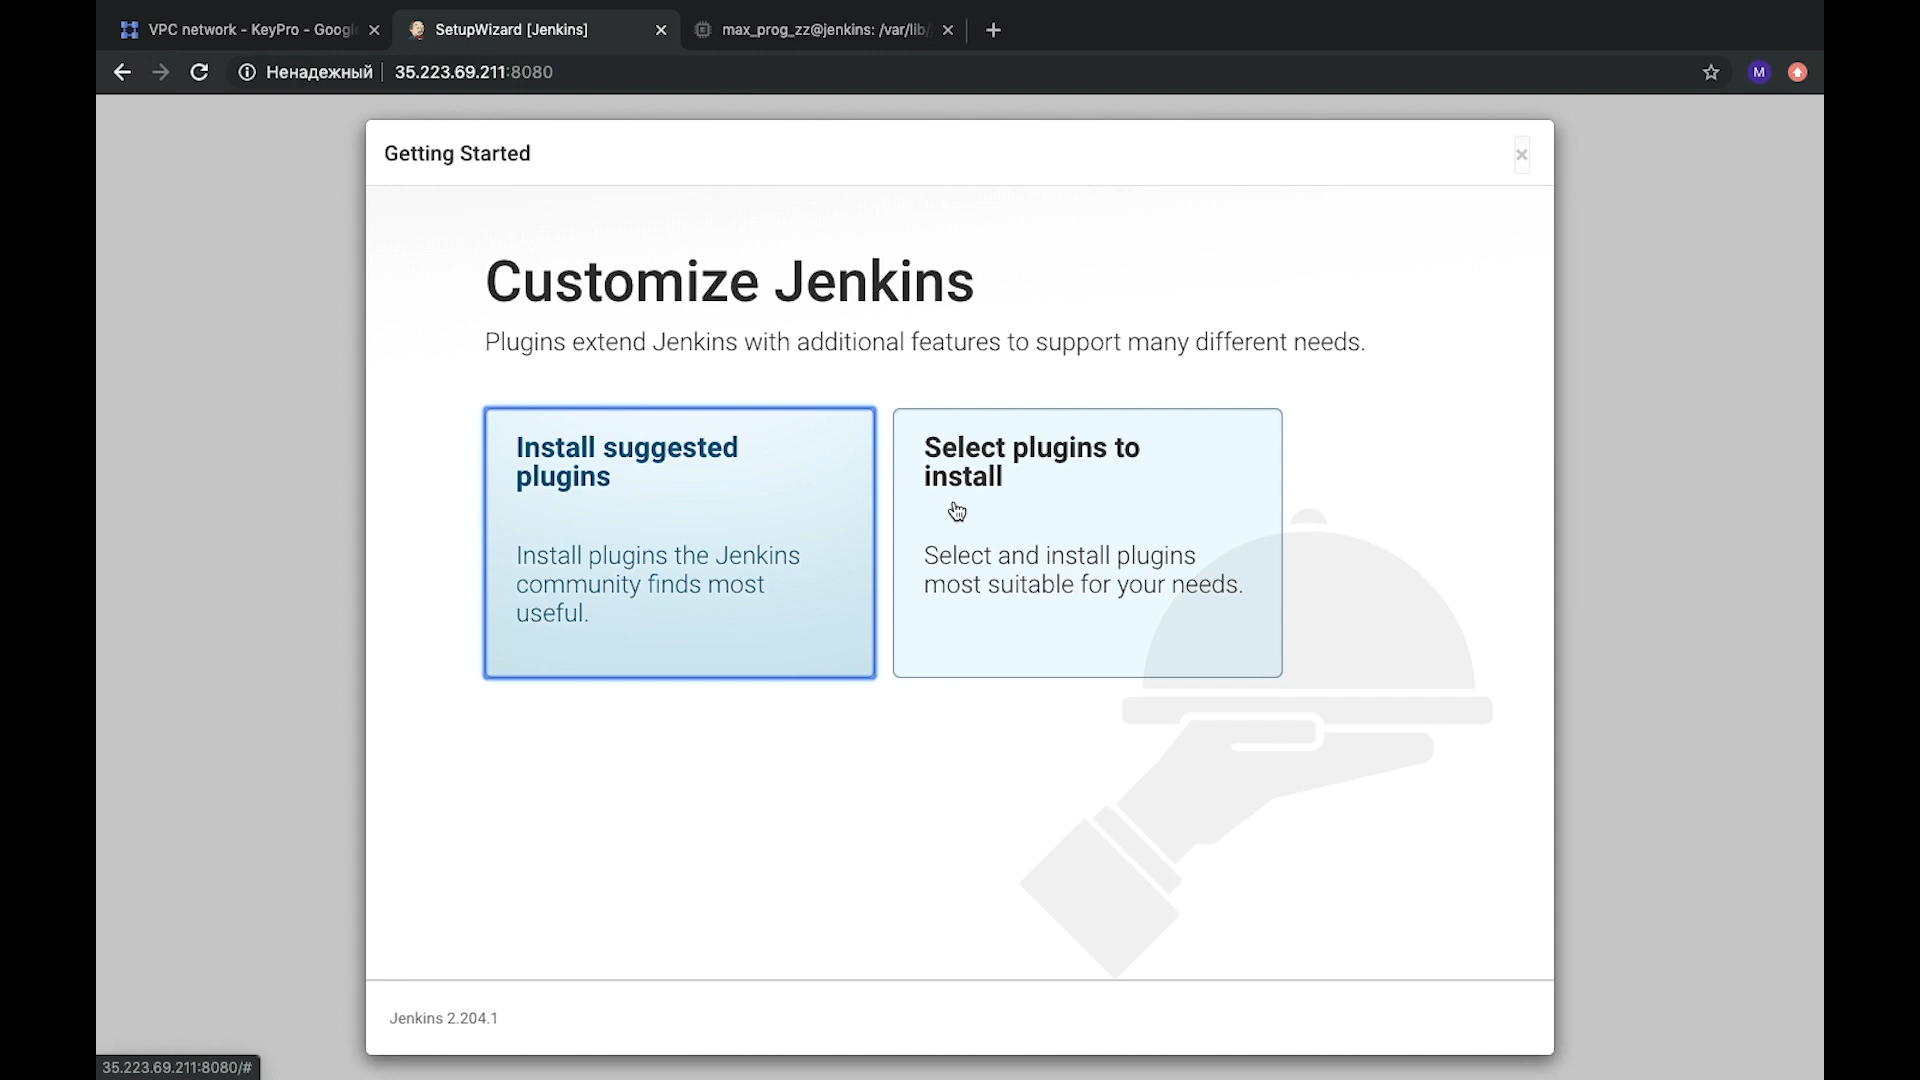 VPC network - KeyPro - Googl
SetupWizard [Jenkins]
max_prog_zz@jenkins: /var/lib/
Ненадежный
35.223.69.211:8080
M
Getting Started
Customize Jenkins
Plugins extend Jenkins with additional features to support many different needs.
Install suggested
plugins
Install plugins the Jenkins
community finds most
useful.
Select plugins to
install
Select and install plugins
most suitable for your needs.
Jenkins 2.204.1
35.223.69.211:8080/#